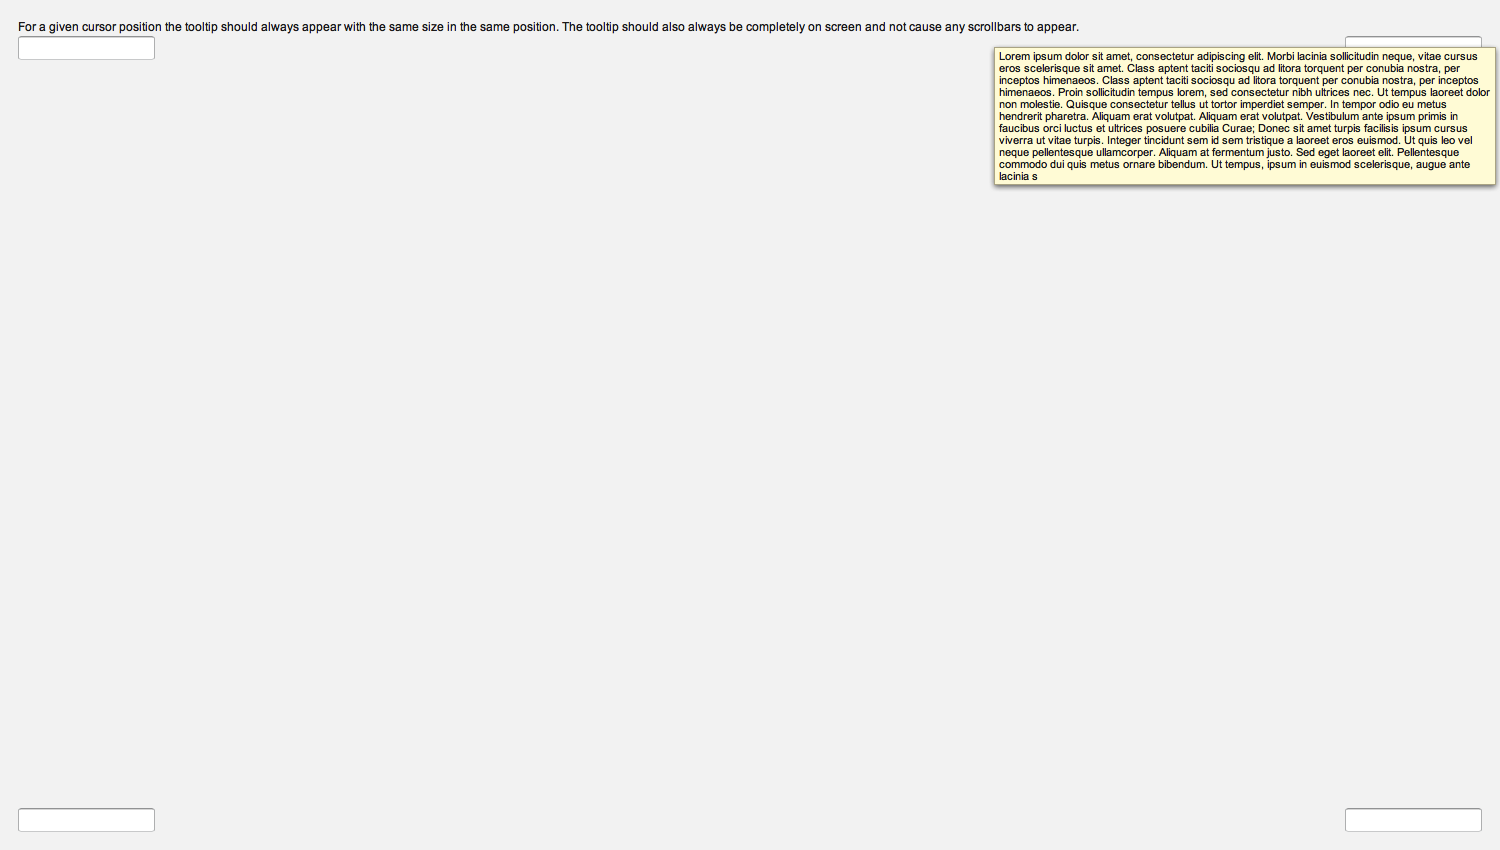 For a given cursor position the tooltip should always appear with the same size in the same position. The tooltip should also always be completely on screen and not cause any scrollbars to appear.
Lorem ipsum dolor sit amet, consectetur adipiscing elit. Morbi lacinia sollicitudin neque, vitae cursus
eros scelerisque sit amet. Class aptent taciti sociosqu ad litora torquent per conubia nostra, per
inceptos himenaeos. Class aptent taciti sociosqu ad litora torquent per conubia nostra, per inceptos
himenaeos. Proin sollicitudin tempus lorem, sed consectetur nibh ultrices nec. Ut tempus laoreet dolor
non molestie. Quisque consectetur tellus ut tortor imperdiet semper. In tempor odio eu metus
hendrerit pharetra. Aliquam erat volutpat. Aliquam erat volutpat. Vestibulum ante ipsum primis in
faucibus orci luctus et ultrices posuere cubilia Curae; Donec sit amet turpis facilisis ipsum cursus
viverra ut vitae turpis. Integer tincidunt sem id sem tristique a laoreet eros euismod. Ut quis leo vel
neque pellentesque ullamcorper. Aliquam at fermentum justo. Sed eget laoreet elit. Pellentesque
commodo dui quis metus ornare bibendum. Ut tempus, ipsum in euismod scelerisque, augue ante
lacinia s